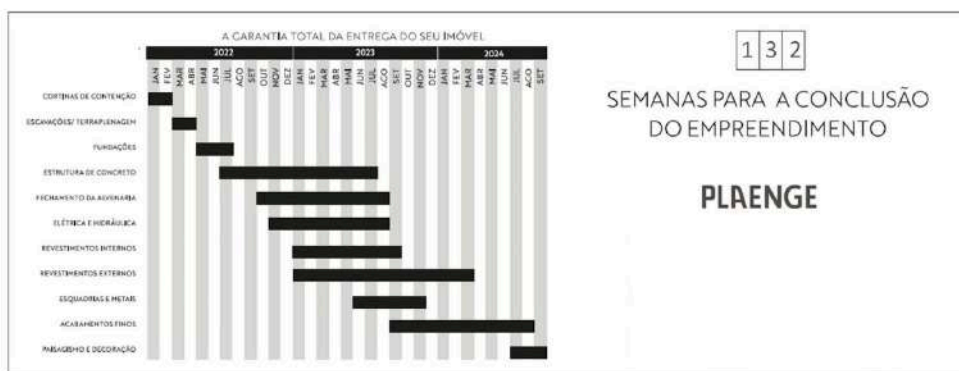 A GARANTIA TOTAL DA ENTREGA DO SEU IMÓVEL
2022 2023 2024
JAN FEV MAR ABR MAI JUN JUL AGO SET OUT NOV DEZ JAN FEV MAR ABR MAI JUN JUL AGO SET OUT NOV DEZ JAN FEV MAR ABR MAI JUN JUL AGO SET
CORTINAS DE CONTENÇÃO
ESCAVAÇÕES/ TERRAPLENAGEM
FUNDAÇÕES
ESTRUTURA DE CONCRETO
FECHAMENTO DA ALVENARIA
ELÉTRICA E HIDRÁULICA
REVESTIMENTOS INTERNOS
REVESTIMENTOS EXTERNOS
ESQUADRIAS E METAIS
ACABAMENTOS FINOS
PAISAGISMO E DECORAÇÃO
132
SEMANAS PARA A CONCLUSÃO
DO EMPREENDIMENTO
PLAENGE